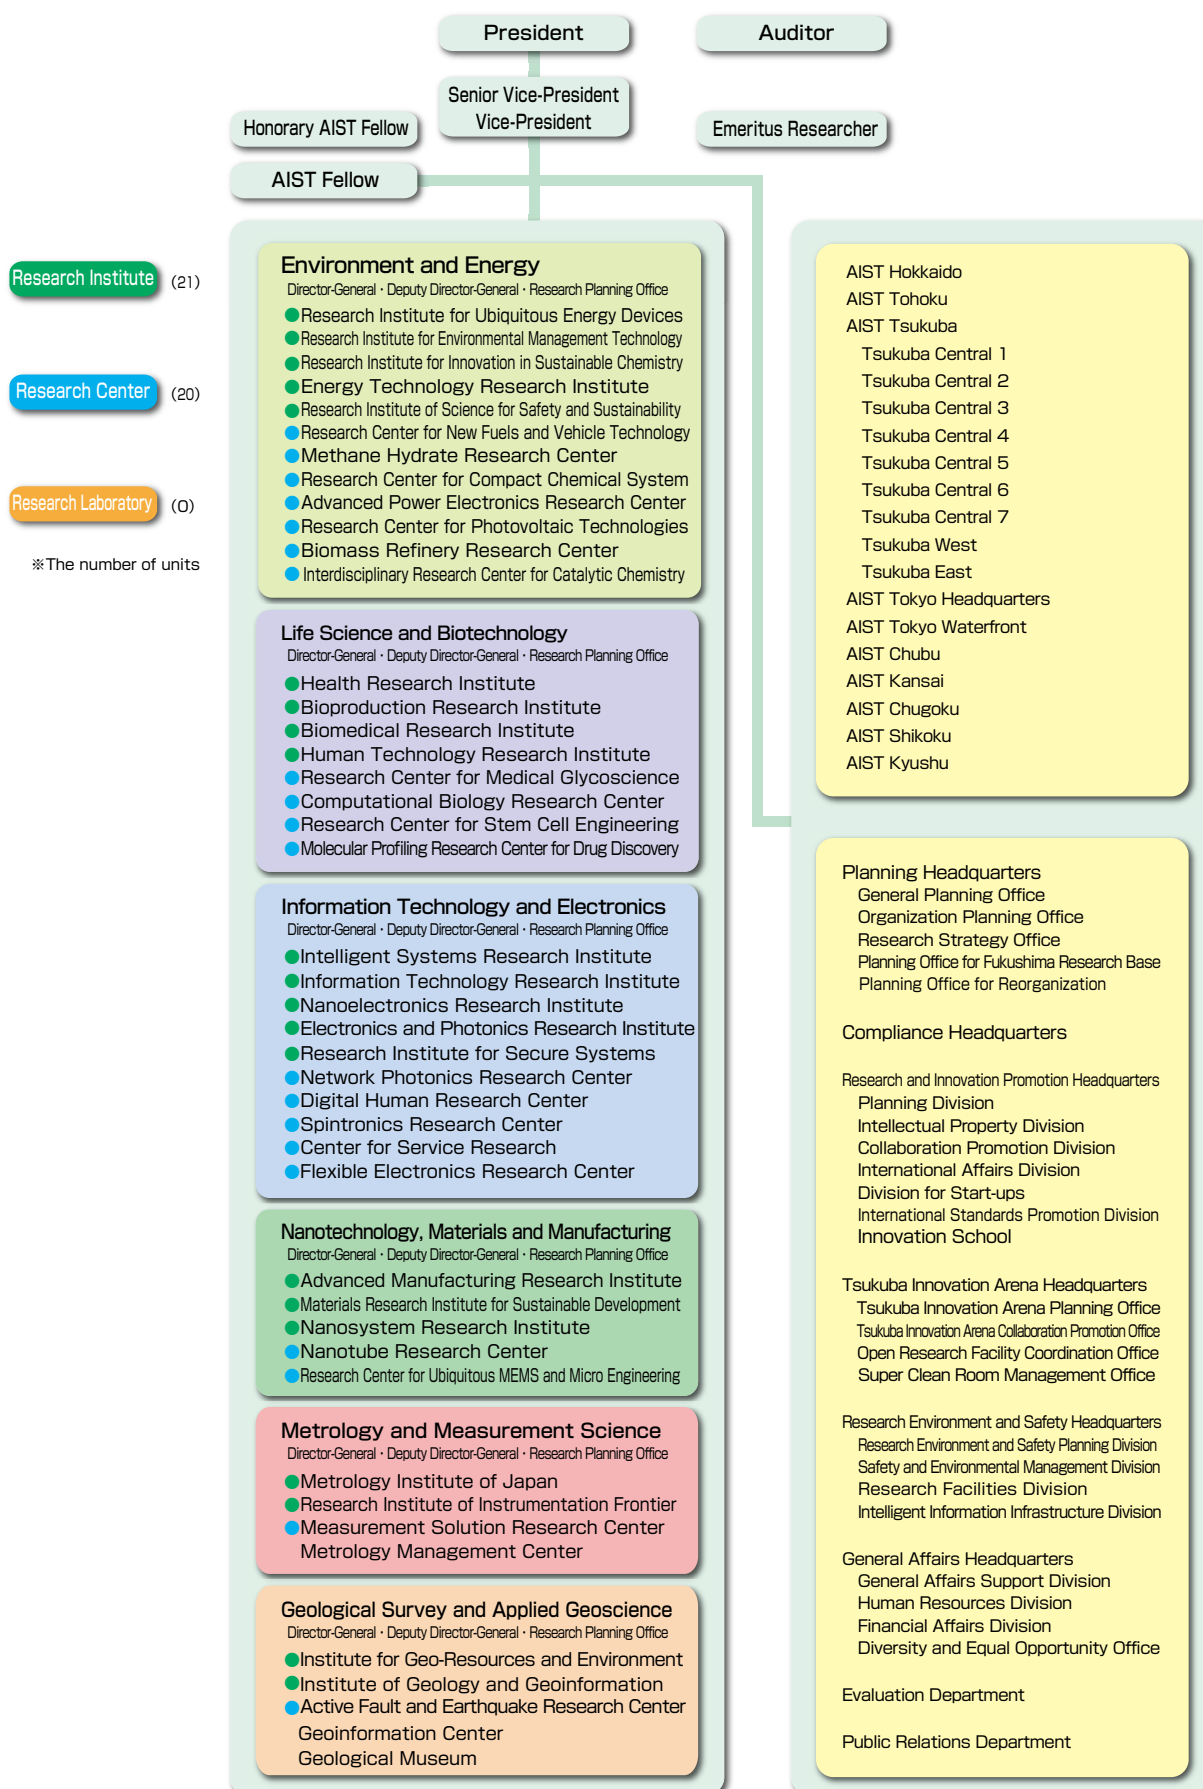 President
Auditor
Senior Vice-President
Vice-President
Honorary AIST Fellow
Emeritus Researcher
AIST Fellow
Research Institute (21)
Research Center (20)
Research Laboratory (0)
※The number of units
Environment and Energy
Director-General・Deputy Director-General・Research Planning Office
Research Institute for Ubiquitous Energy Devices
Research Institute for Environmental Management Technology
Research Institute for Innovation in Sustainable Chemistry
Energy Technology Research Institute
Research Institute of Science for Safety and Sustainability
Research Center for New Fuels and Vehicle Technology
Methane Hydrate Research Center
Research Center for Compact Chemical System
Advanced Power Electronics Research Center
Research Center for Photovoltaic Technologies
Biomass Refinery Research Center
Interdisciplinary Research Center for Catalytic Chemistry
Life Science and Biotechnology
Director-General・Deputy Director-General・Research Planning Office
Health Research Institute
Bioproduction Research Institute
Biomedical Research Institute
Human Technology Research Institute
Research Center for Medical Glycoscience
Computational Biology Research Center
Research Center for Stem Cell Engineering
Molecular Profiling Research Center for Drug Discovery
Information Technology and Electronics
Director-General・Deputy Director-General・Research Planning Office
Intelligent Systems Research Institute
Information Technology Research Institute
Nanoelectronics Research Institute
Electronics and Photonics Research Institute
Research Institute for Secure Systems
Network Photonics Research Center
Digital Human Research Center
Spintronics Research Center
Center for Service Research
Flexible Electronics Research Center
Nanotechnology, Materials and Manufacturing
Director-General・Deputy Director-General・Research Planning Office
Advanced Manufacturing Research Institute
Materials Research Institute for Sustainable Development
Nanosystem Research Institute
Nanotube Research Center
Research Center for Ubiquitous MEMS and Micro Engineering
Metrology and Measurement Science
Director-General・Deputy Director-General・Research Planning Office
Metrology Institute of Japan
Research Institute of Instrumentation Frontier
Measurement Solution Research Center
Metrology Management Center
Geological Survey and Applied Geoscience
Director-General・Deputy Director-General・Research Planning Office
Institute for Geo-Resources and Environment
Institute of Geology and Geoinformation
Active Fault and Earthquake Research Center
Geoinformation Center
Geological Museum
AIST Hokkaido
AIST Tohoku
AIST Tsukuba
Tsukuba Central 1
Tsukuba Central 2
Tsukuba Central 3
Tsukuba Central 4
Tsukuba Central 5
Tsukuba Central 6
Tsukuba Central 7
Tsukuba West
Tsukuba East
AIST Tokyo Headquarters
AIST Tokyo Waterfront
AIST Chubu
AIST Kansai
AIST Chugoku
AIST Shikoku
AIST Kyushu
Planning Headquarters
General Planning Office
Organization Planning Office
Research Strategy Office
Planning Office for Fukushima Research Base
Planning Office for Reorganization
Compliance Headquarters
Research and Innovation Promotion Headquarters
Planning Division
Intellectual Property Division
Collaboration Promotion Division
International Affairs Division
Division for Start-ups
International Standards Promotion Division
Innovation School
Tsukuba Innovation Arena Headquarters
Tsukuba Innovation Arena Planning Office
Tsukuba Innovation Arena Collaboration Promotion Office
Open Research Facility Coordination Office
Super Clean Room Management Office
Research Environment and Safety Headquarters
Research Environment and Safety Planning Division
Safety and Environmental Management Division
Research Facilities Division
Intelligent Information Infrastructure Division
General Affairs Headquarters
General Affairs Support Division
Human Resources Division
Financial Affairs Division
Diversity and Equal Opportunity Office
Evaluation Department
Public Relations Department